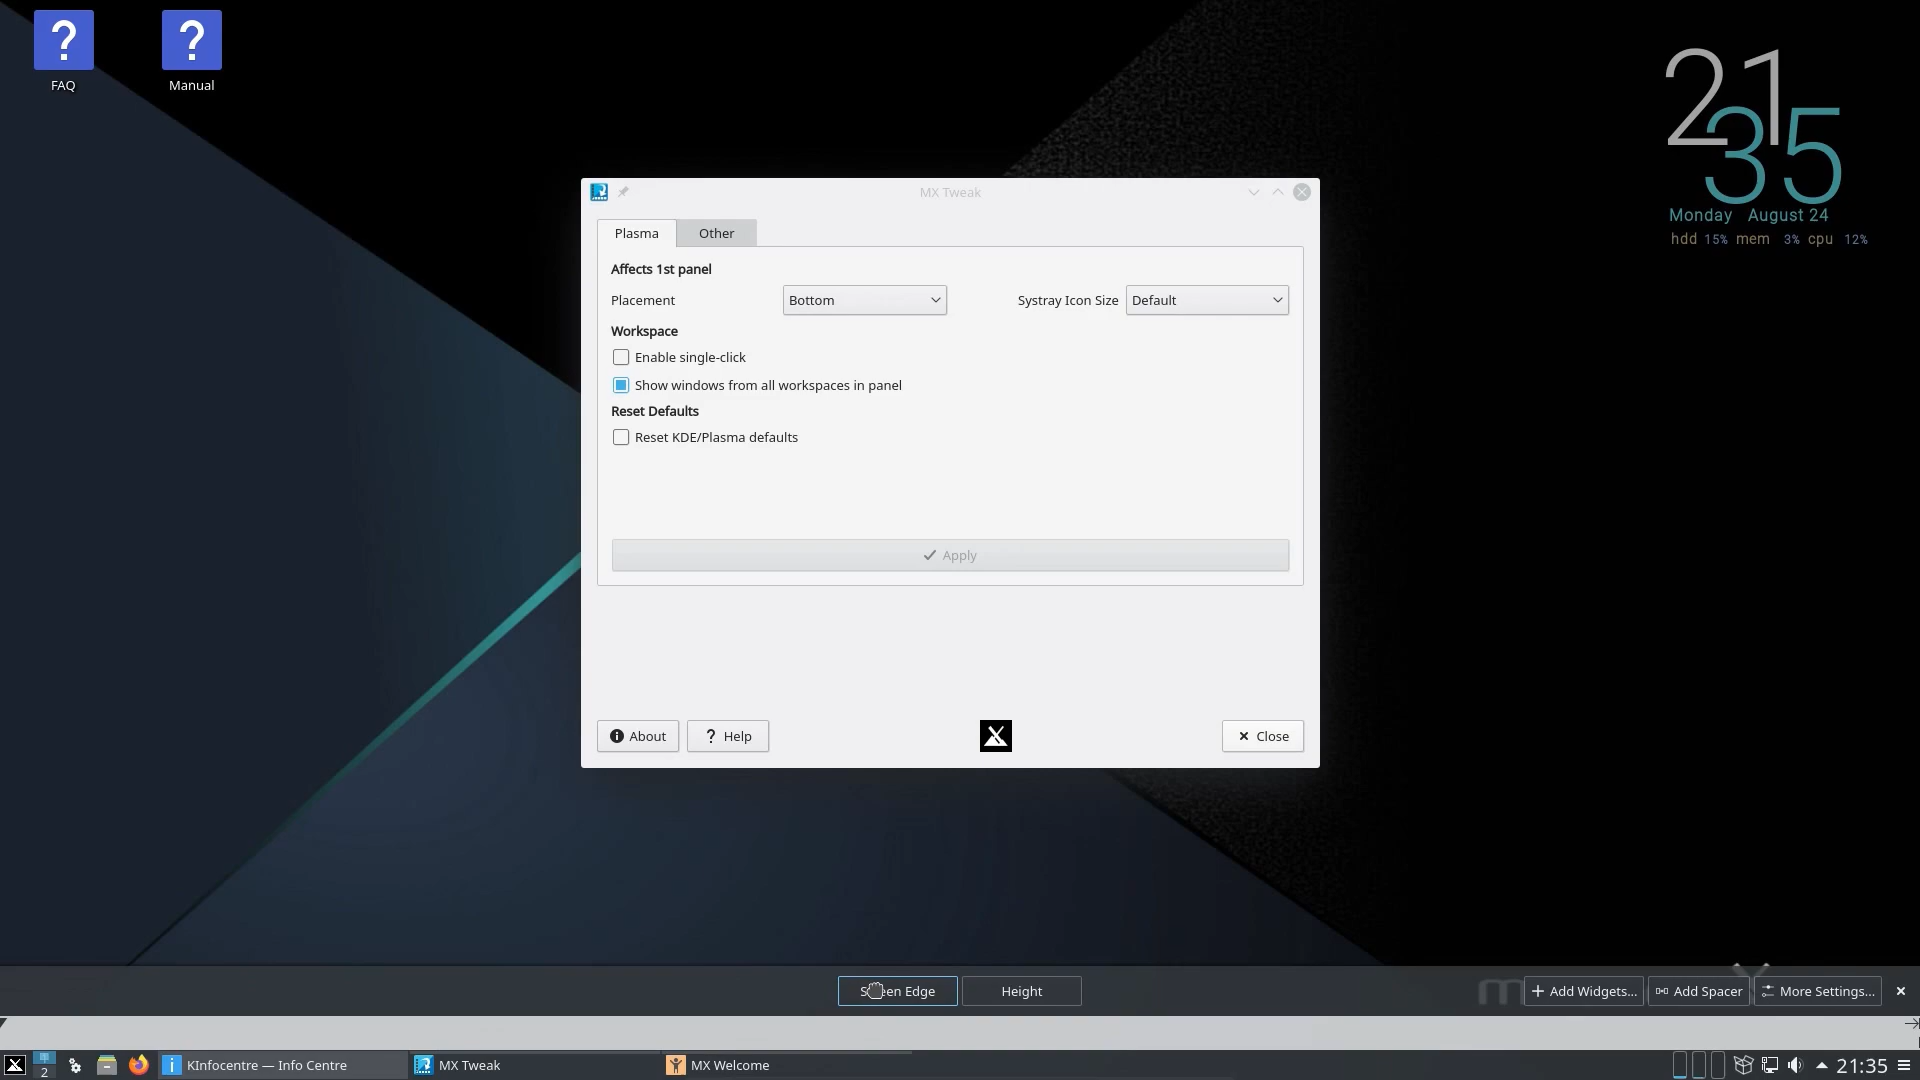 FAQ
Manual
21
35
Monday August 24
hdd 15% mem 3% cpu 12%
MX Tweak
Plasma
Other
Affects 1st panel
Placement
Bottom
Systray Icon Size
Default
Workspace
Enable single-click
Show windows from all workspaces in panel
Reset Defaults
Reset KDE/Plasma defaults
Apply
About
Help
Close
Edge
Height
Add Widgets...
Add Spacer
More Settings...
2
KInfocentre — Info Centre
MX Tweak
MX Welcome
21:35